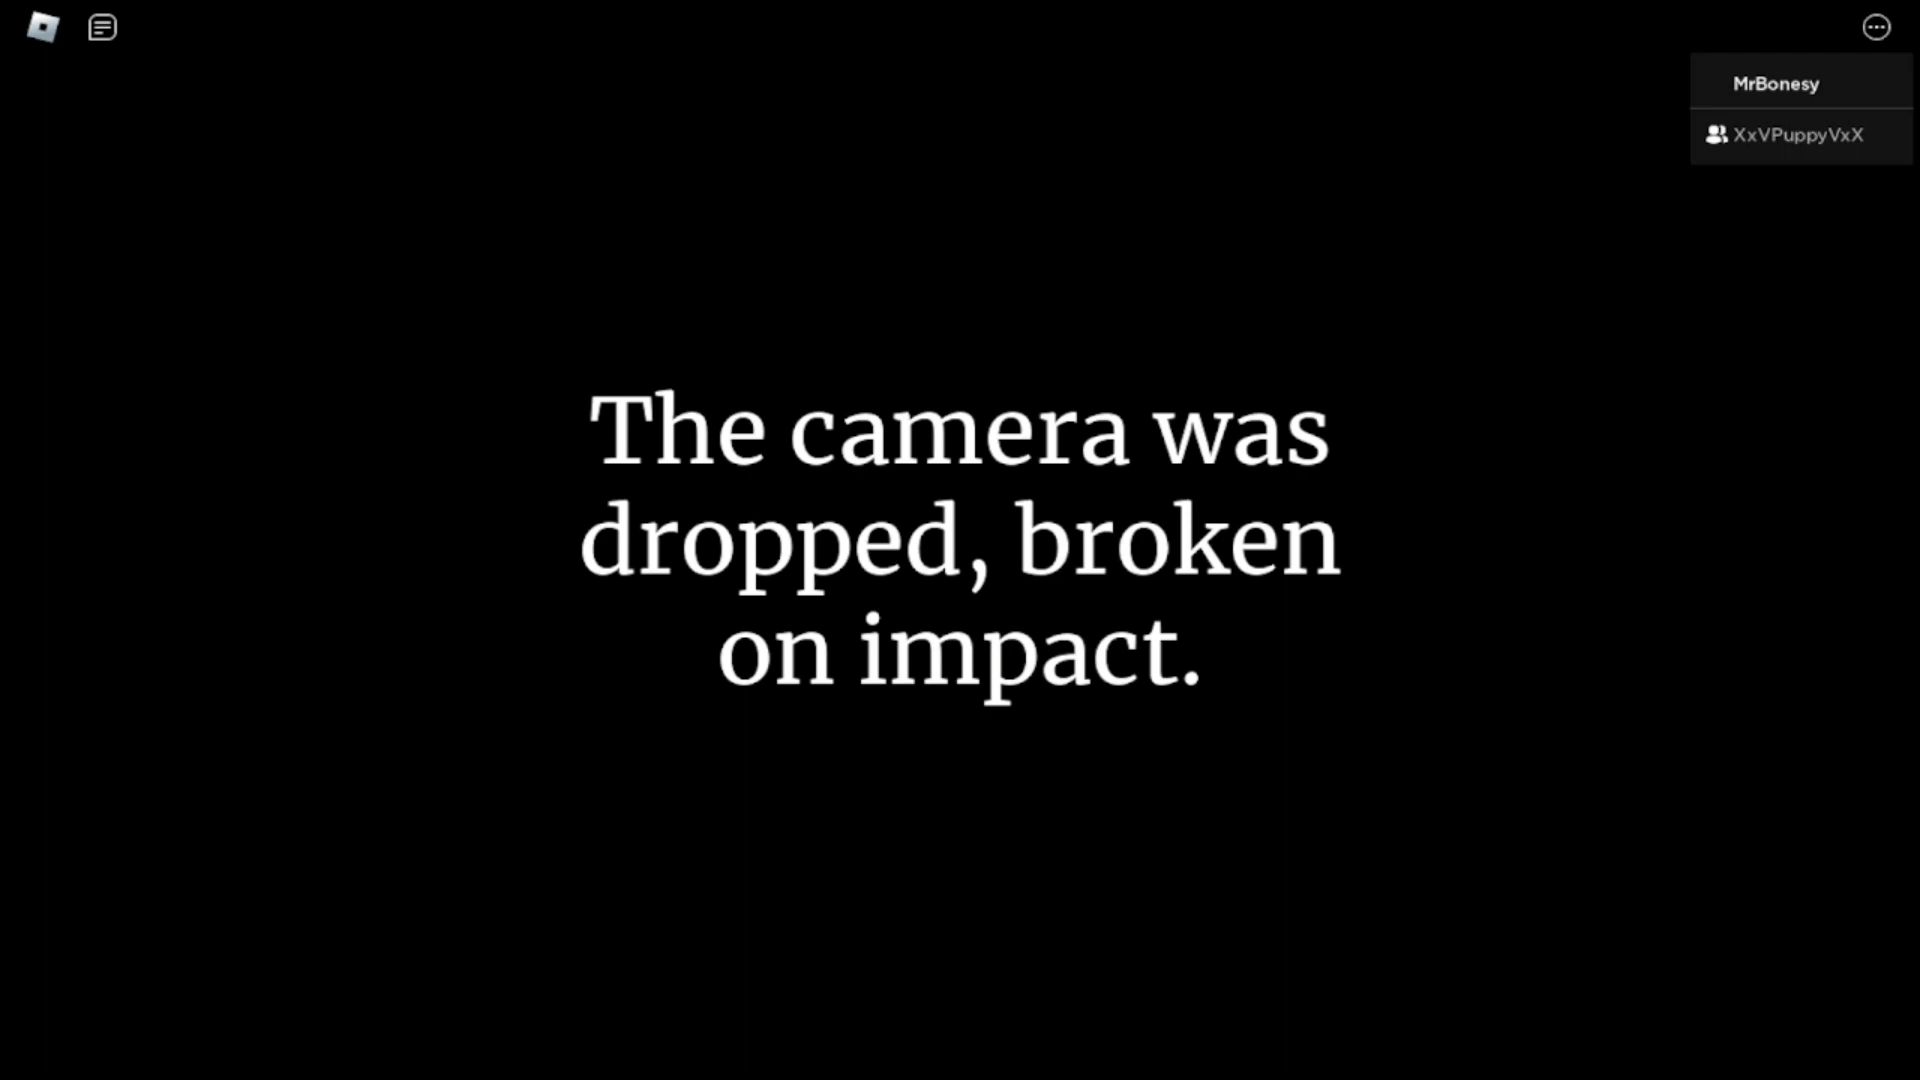 MrBonesy
XxVPuppyVxX
The camera was
dropped, broken
on impact.